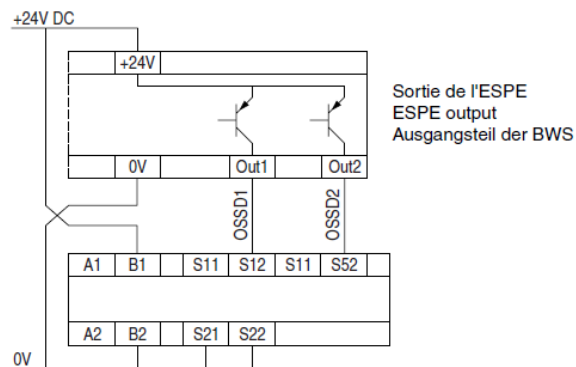 +24V DC
+24V
Sortie de l'ESPE
ESPE output
Ausgangsteil der BWS
0V Out1 Out2
OSSD1
OSSD2
A1 B1 S11 S12 S11 S52
A2 B2 S21 S22
0V